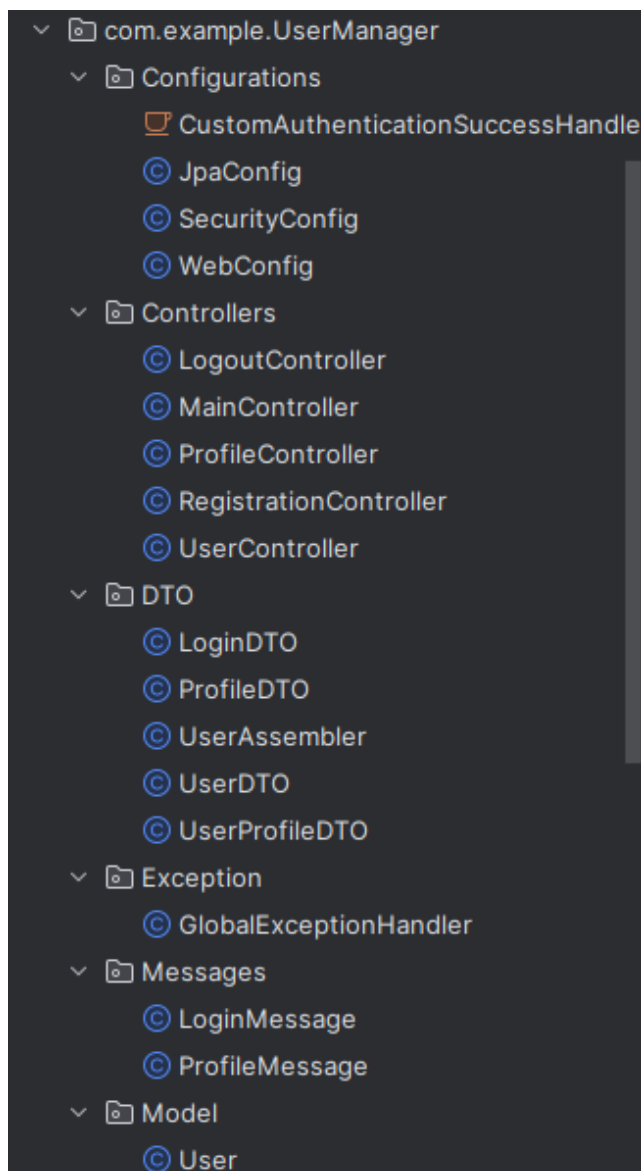 com.example.UserManager
Configurations
CustomAuthenticationSuccessHandle
JpaConfig
SecurityConfig
WebConfig
Controllers
LogoutController
MainController
ProfileController
RegistrationController
UserController
DTO
LoginDTO
ProfileDTO
UserAssembler
UserDTO
UserProfileDTO
Exception
GlobalExceptionHandler
Messages
LoginMessage
ProfileMessage
Model
User